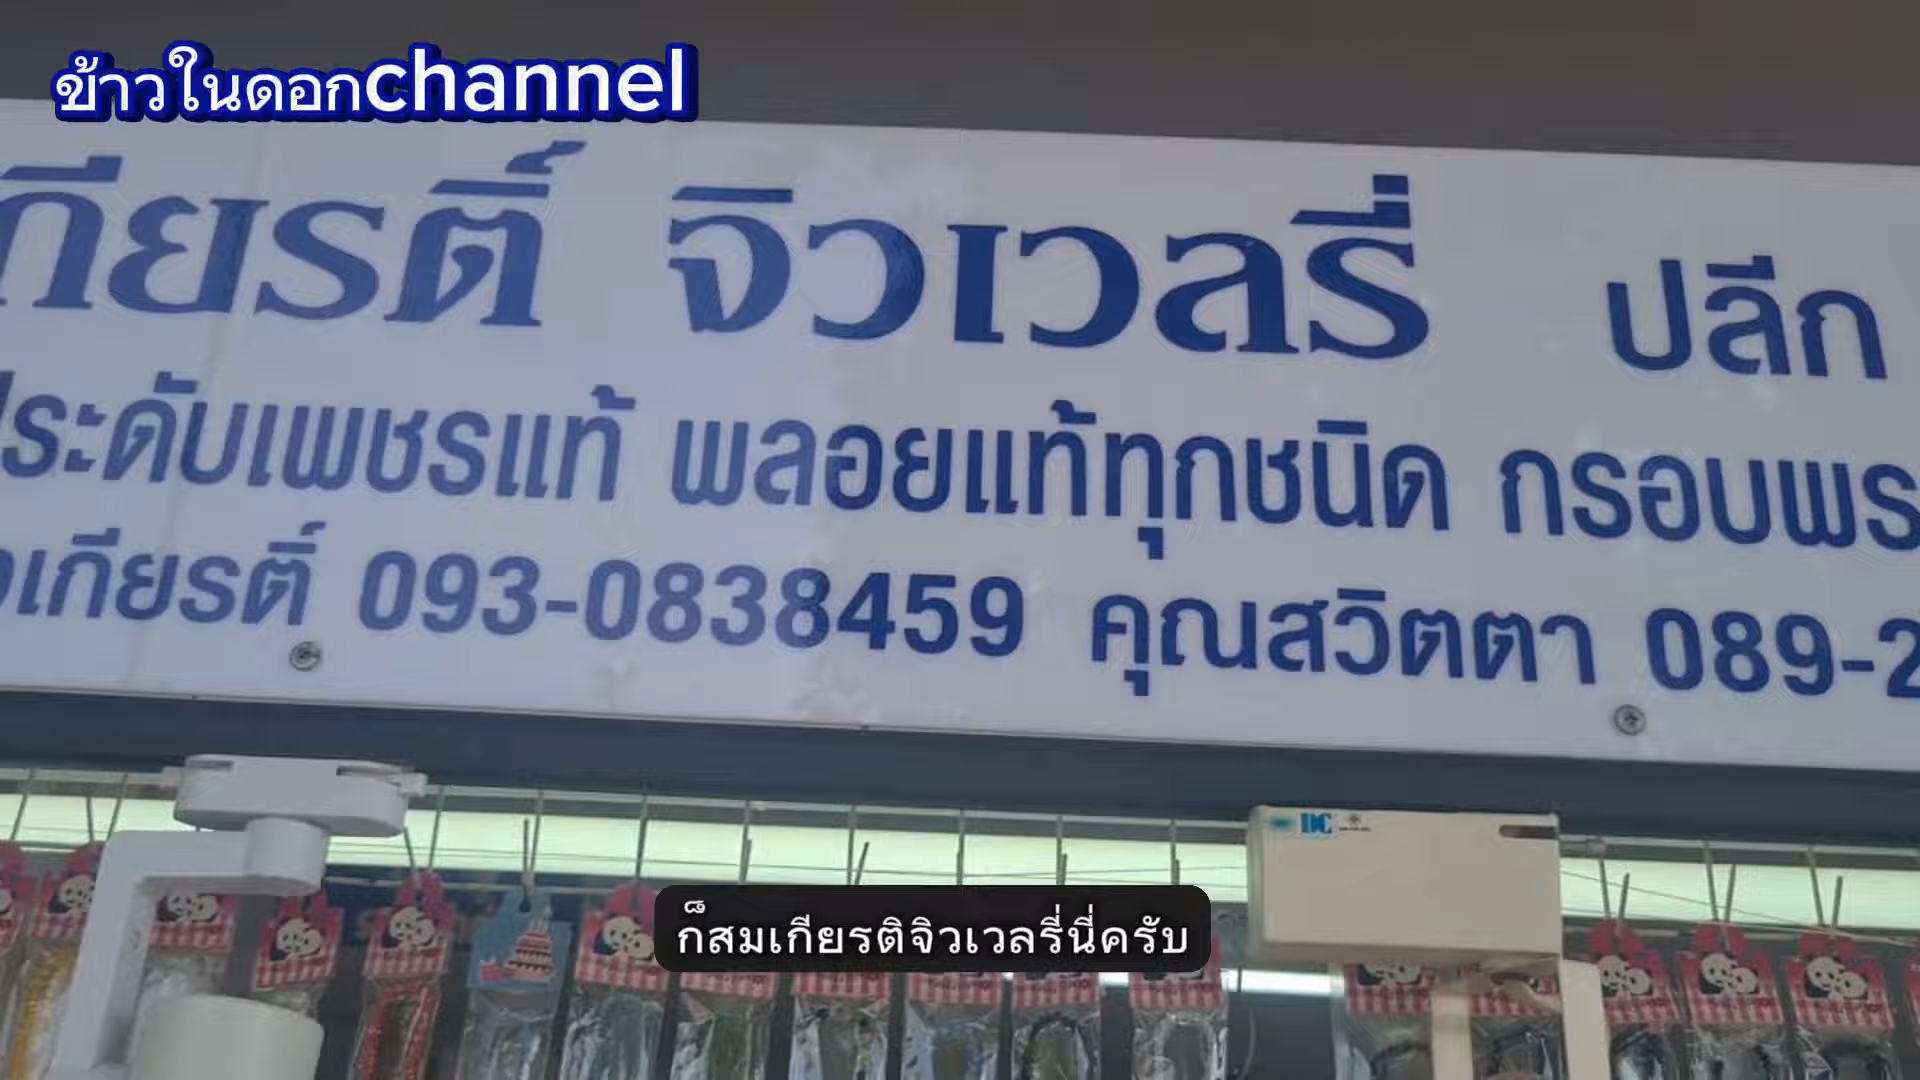 ข้าวในดอกchannel
เกียรติ์ จิวเวลรี่ ปลีก
ประดับเพชรแท้ พลอยแท้ทุกชนิด กรอบพร
เกียรติ์ 093-0838459 คุณสวิตตา 089-2
BC
ก็สมเกียรติจิวเวลรี่นี่ครับ